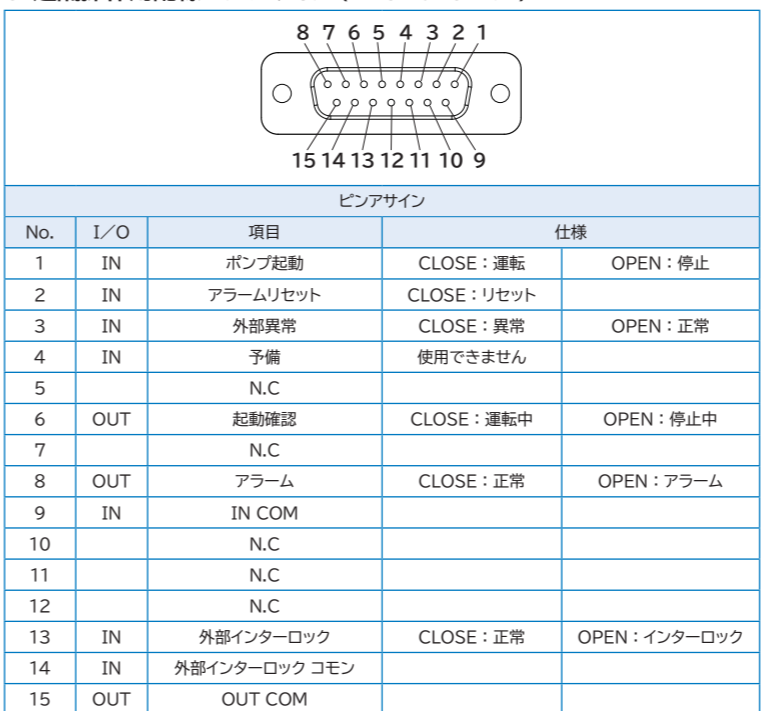 8 7 6 5 4 3 2 1
15 14 13 12 11 10 9
ピンアサイン
No. I/O 項目 仕様
1 IN ポンプ起動 CLOSE：運転 OPEN：停止
2 IN アラームリセット CLOSE：リセット
3 IN 外部異常 CLOSE：異常 OPEN：正常
4 IN 予備 使用できません
5 N.C
6 OUT 起動確認 CLOSE：運転中 OPEN：停止中
7 N.C
8 OUT アラーム CLOSE：正常 OPEN：アラーム
9 IN IN COM
10 N.C
11 N.C
12 N.C
13 IN 外部インターロック CLOSE：正常 OPEN：インターロック
14 IN 外部インターロック コモン
15 OUT OUT COM